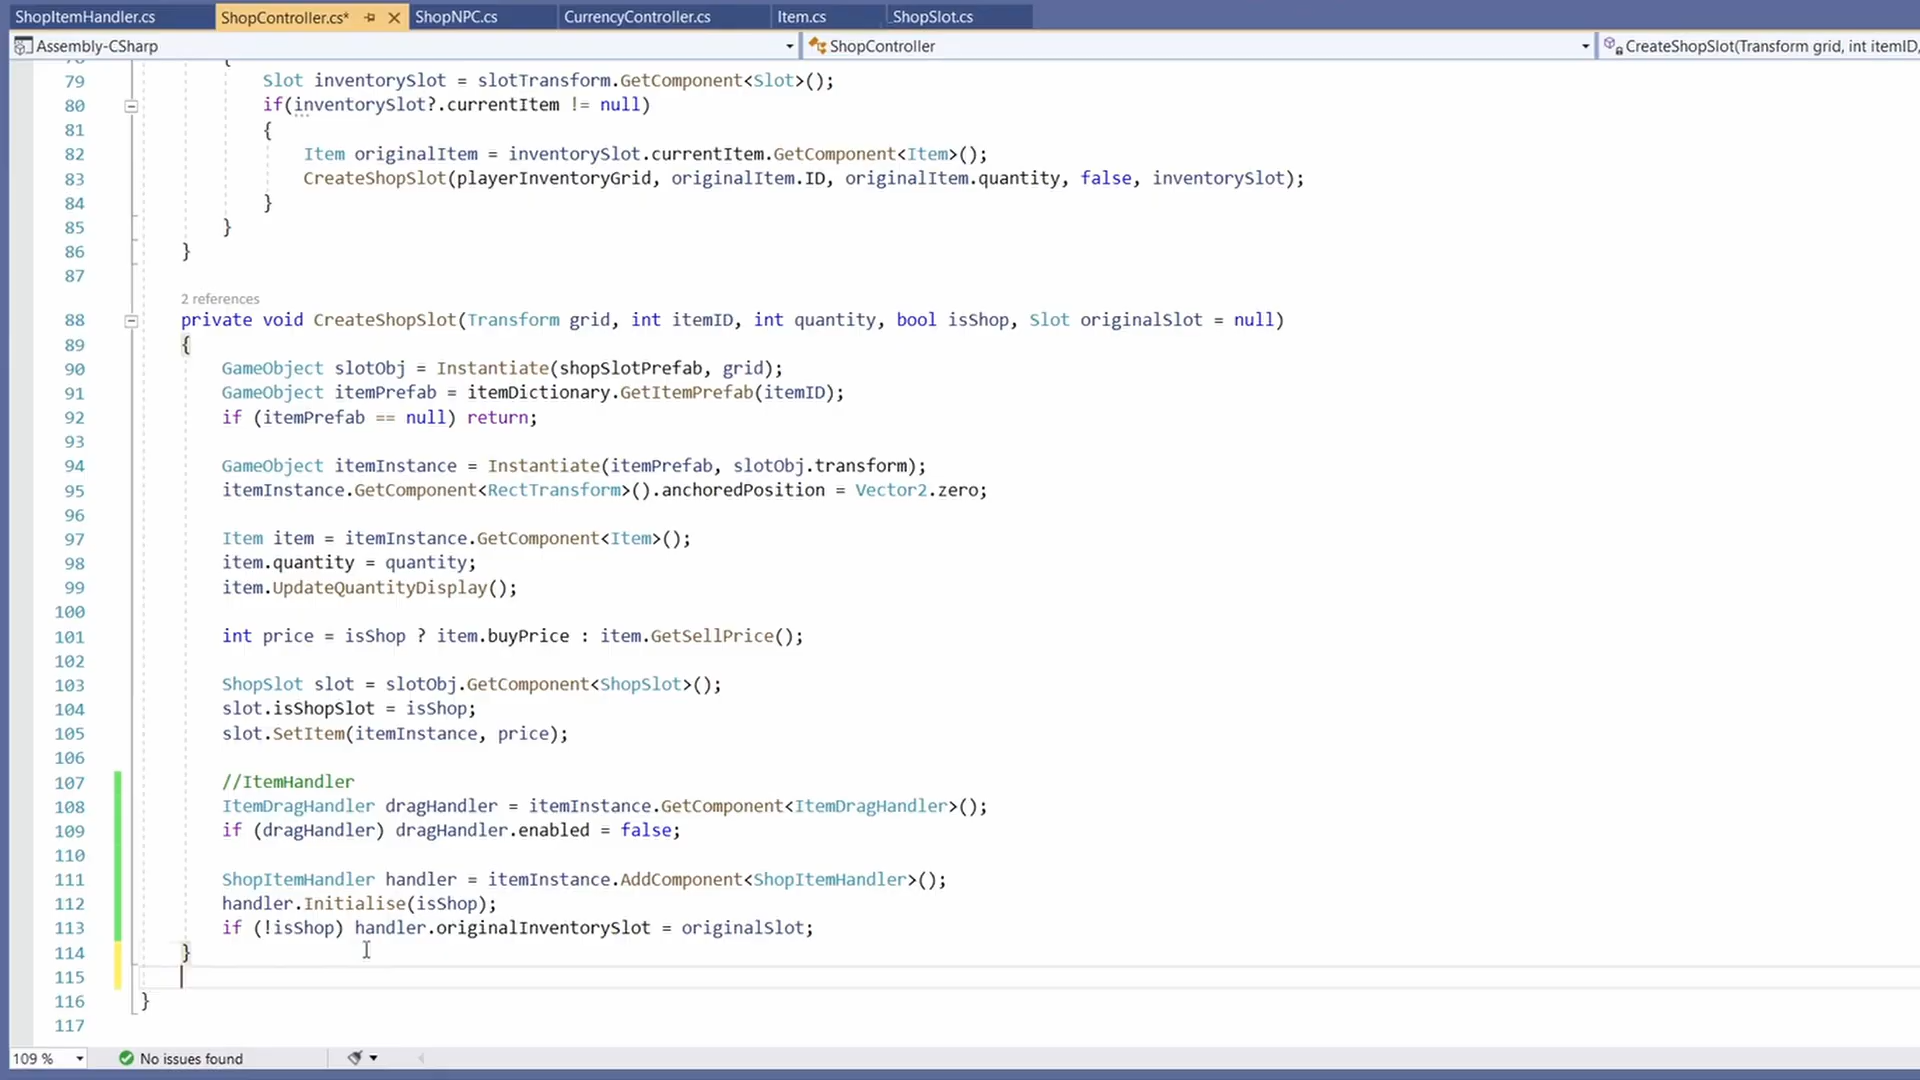 ShopItemHandler.cs ShopController.cs* ShopNPC.cs CurrencyController.cs Item.cs ShopSlot.cs
Assembly-CSharp ShopController CreateShopSlot(Transform grid, int itemID,
{
79 Slot inventorySlot = slotTransform.GetComponent<Slot>();
80 if(inventorySlot?.currentItem != null)
81 {
82 Item originalItem = inventorySlot.currentItem.GetComponent<Item>();
83 CreateShopSlot(playerInventoryGrid, originalItem.ID, originalItem.quantity, false, inventorySlot);
84 }
85 }
86 }
87
2 references
88 private void CreateShopSlot(Transform grid, int itemID, int quantity, bool isShop, Slot originalSlot = null)
89 {
90 GameObject slotObj = Instantiate(shopSlotPrefab, grid);
91 GameObject itemPrefab = itemDictionary.GetItemPrefab(itemID);
92 if (itemPrefab == null) return;
93
94 GameObject itemInstance = Instantiate(itemPrefab, slotObj.transform);
95 itemInstance.GetComponent<RectTransform>().anchoredPosition = Vector2.zero;
96
97 Item item = itemInstance.GetComponent<Item>();
98 item.quantity = quantity;
99 item.UpdateQuantityDisplay();
100
101 int price = isShop ? item.buyPrice : item.GetSellPrice();
102
103 ShopSlot slot = slotObj.GetComponent<ShopSlot>();
104 slot.isShopSlot = isShop;
105 slot.SetItem(itemInstance, price);
106
107 //ItemHandler
108 ItemDragHandler dragHandler = itemInstance.GetComponent<ItemDragHandler>();
109 if (dragHandler) dragHandler.enabled = false;
110
111 ShopItemHandler handler = itemInstance.AddComponent<ShopItemHandler>();
112 handler.Initialise(isShop);
113 if (!isShop) handler.originalInventorySlot = originalSlot;
114 }
115
116 }
117
109 % No issues found